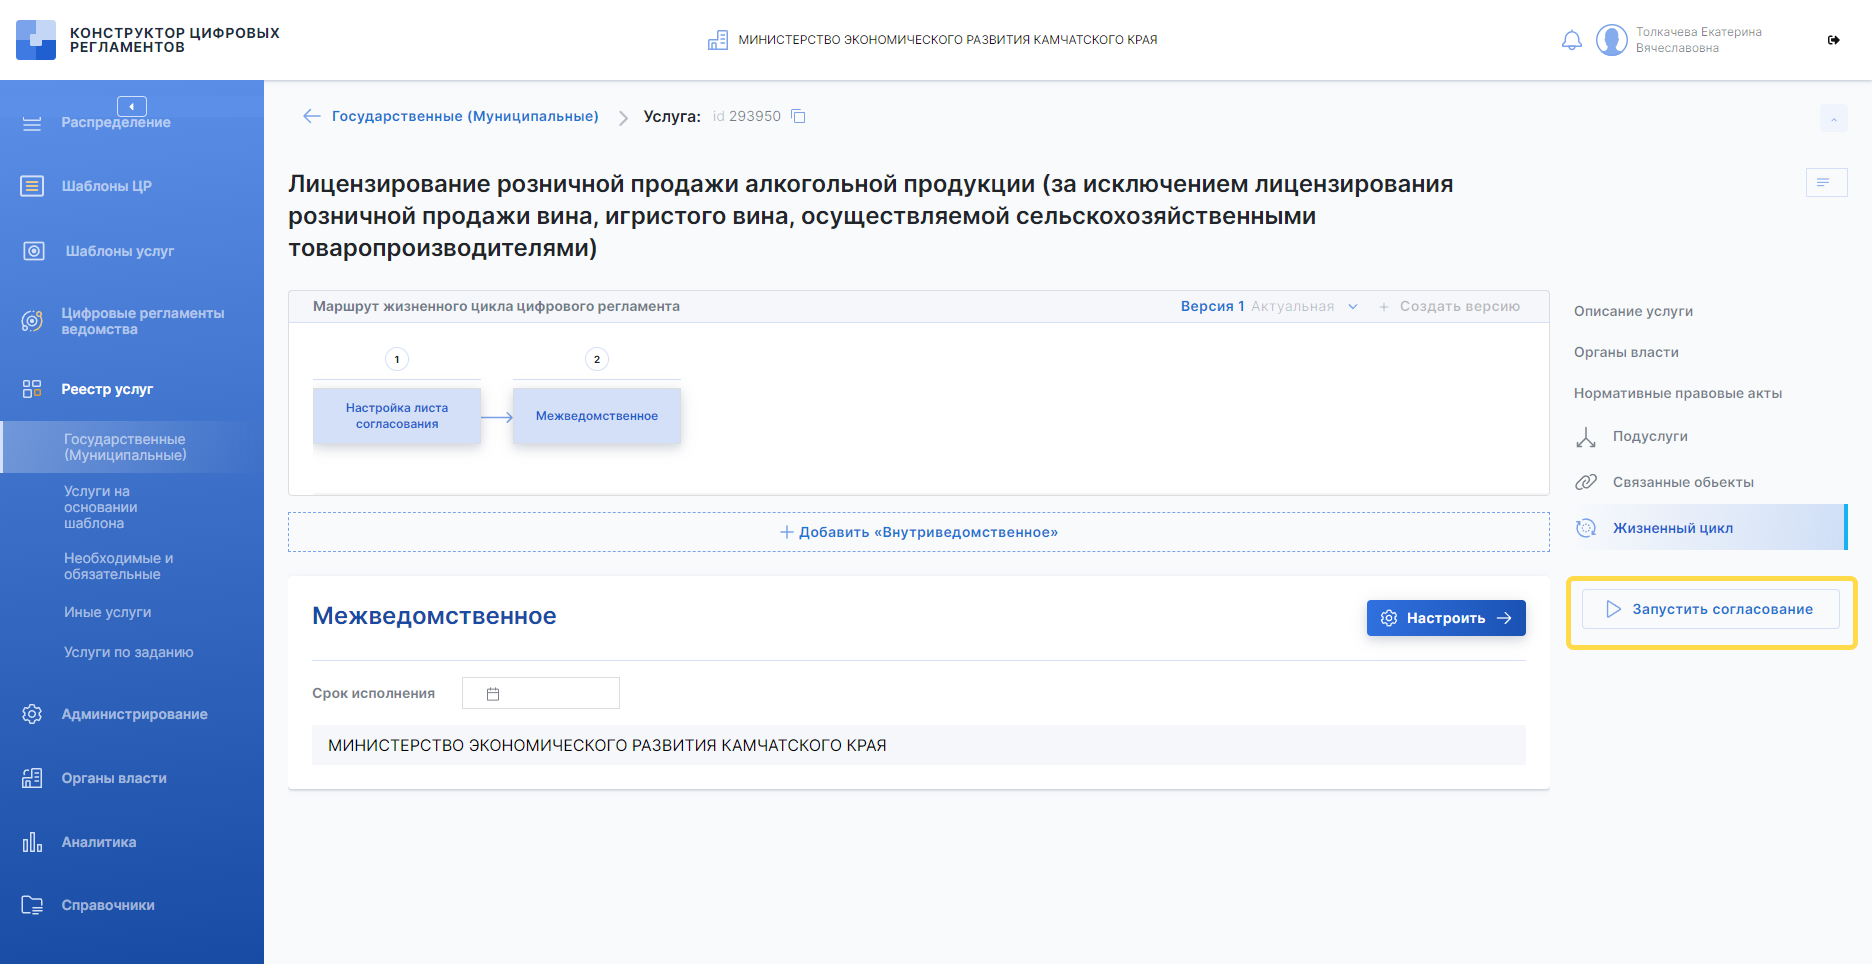 КОНСТРУКТОР ЦИФРОВЫХ
РЕГЛАМЕНТОВ
МИНИСТЕРСТВО ЭКОНОМИЧЕСКОГО РАЗВИТИЯ КАМЧАТСКОГО КРАЯ
Толкачева Екатерина
Вячеславовна
Распределение
Шаблоны ЦР
Шаблоны услуг
Цифровые регламенты
ведомства
Реестр услуг
Государственные
(Муниципальные)
Услуги на
основании
шаблона
Необходимые и
обязательные
Иные услуги
Услуги по заданию
Администрирование
Органы власти
Аналитика
Справочники
Государственные (Муниципальные)
Услуга: id 293950
Лицензирование розничной продажи алкогольной продукции (за исключением лицензирования
розничной продажи вина, игристого вина, осуществляемой сельскохозяйственными
товаропроизводителями)
Маршрут жизненного цикла цифрового регламента
Версия 1 Актуальная
+ Создать версию
1
2
Настройка листа
согласования
Межведомственное
+ Добавить «Внутриведомственное»
Межведомственное
Настроить
Срок исполнения
МИНИСТЕРСТВО ЭКОНОМИЧЕСКОГО РАЗВИТИЯ КАМЧАТСКОГО КРАЯ
Описание услуги
Органы власти
Нормативные правовые акты
Подуслуги
Связанные обьекты
Жизненный цикл
Запустить согласование